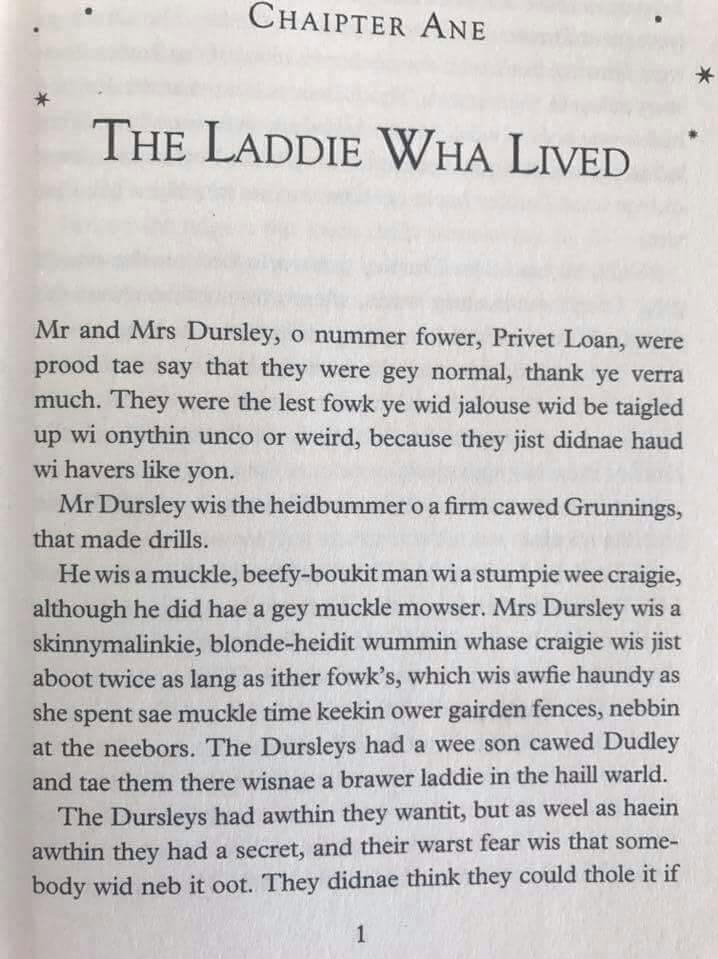 CHAIPTER ANE
THE LADDIE WHA LIVED
Mr and Mrs Dursley, o nummer fower, Privet Loan, were
prood tae say that they were gey normal, thank ye verra
much. They were the lest fowk ye wid jalouse wid be taigled
up wi onythin unco or weird, because they jist didnae haud
wi havers like yon.
Mr Dursley wis the heidbummer o a firm cawed Grunnings,
that made drills.
He wis a muckle, beefy-boukit man wi a stumpie wee craigie,
although he did hae a gey muckle mowser. Mrs Dursley wis a
skinnymalinkie, blonde-heidit wummin whase craigie wis jist
aboot twice as lang as ither fowk's, which wis awfie haundy as
she spent sae muckle time keekin ower gairden fences, nebbin
at the neebors. The Dursleys had a wee son cawed Dudley
and tae them there wisnae a brawer laddie in the haill warld.
The Dursleys had awthin they wantit, but as weel as haein
awthin they had a secret, and their warst fear wis that some-
body wid neb it oot. They didnae think they could thole it if
1